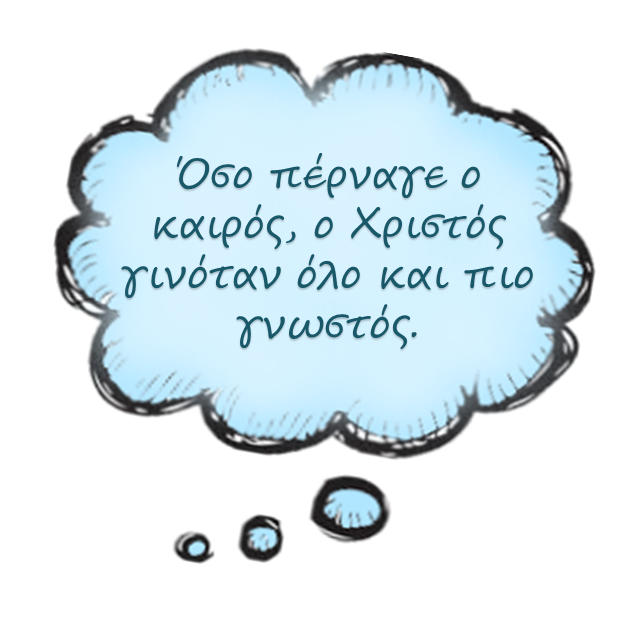 Όσο πέρναγε ο
καιρός, ο Χριστός
γινόταν όλο και πιο
γνωστός.